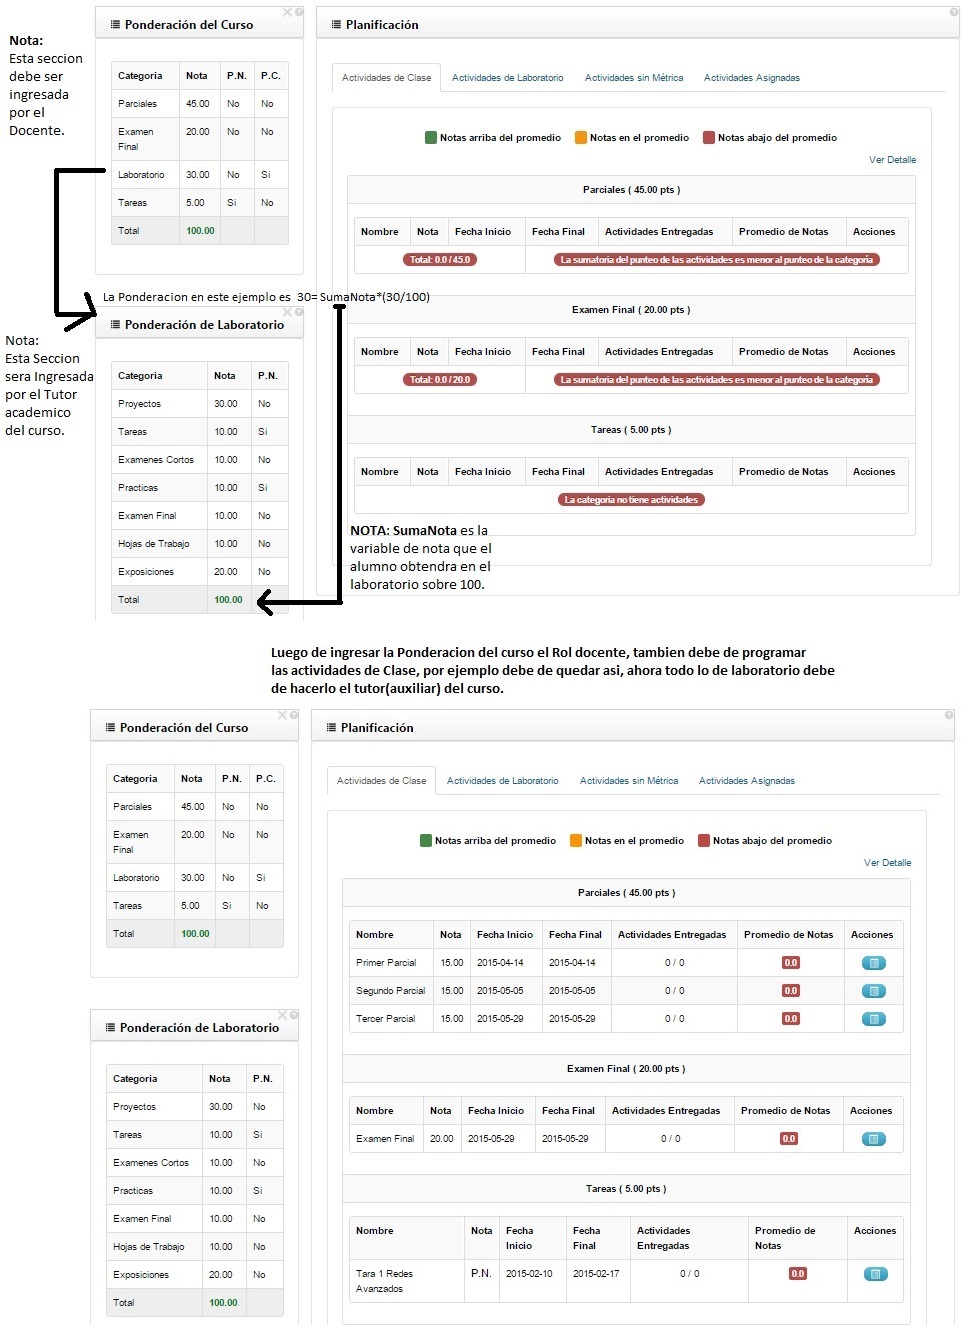 Nota:
Esta seccion
debe ser
ingresada
por el
Docente.
Ponderación del Curso
Categoria Nota P.N. P.C.
Parciales 45.00 No No
Examen
Final 20.00 No No
Laboratorio 30.00 No Si
Tareas 5.00 Si No
Total 100.00
La Ponderacion en este ejemplo es 30= SumaNota*(30/100)
Nota:
Esta Seccion
sera Ingresada
por el Tutor
academico
del curso.
Ponderación de Laboratorio
Categoria Nota P.N.
Proyectos 30.00 No
Tareas 10.00 Si
Examenes Cortos 10.00 No
Practicas 10.00 Si
Examen Final 10.00 No
Hojas de Trabajo 10.00 No
Exposiciones 20.00 No
Total 100.00
Planificación
Actividades de Clase Actividades de Laboratorio Actividades sin Métrica Actividades Asignadas
Notas arriba del promedio Notas en el promedio Notas abajo del promedio
Ver Detalle
Parciales ( 45.00 pts )
Nombre Nota Fecha Inicio Fecha Final Actividades Entregadas Promedio de Notas Acciones
Total: 0.0 / 45.0 La sumatoria del punteo de las actividades es menor al punteo de la categoria
Examen Final ( 20.00 pts )
Nombre Nota Fecha Inicio Fecha Final Actividades Entregadas Promedio de Notas Acciones
Total: 0.0 / 20.0 La sumatoria del punteo de las actividades es menor al punteo de la categoria
Tareas ( 5.00 pts )
Nombre Nota Fecha Inicio Fecha Final Actividades Entregadas Promedio de Notas Acciones
La categoria no tiene actividades
NOTA: SumaNota es la
variable de nota que el
alumno obtendra en el
laboratorio sobre 100.
Luego de ingresar la Ponderacion del curso el Rol docente, tambien debe de programar
las actividades de Clase, por ejemplo debe de quedar asi, ahora todo lo de laboratorio debe
de hacerlo el tutor(auxiliar) del curso.
Ponderación del Curso
Categoria Nota P.N. P.C.
Parciales 45.00 No No
Examen
Final 20.00 No No
Laboratorio 30.00 No Si
Tareas 5.00 Si No
Total 100.00
Ponderación de Laboratorio
Categoria Nota P.N.
Proyectos 30.00 No
Tareas 10.00 Si
Examenes Cortos 10.00 No
Practicas 10.00 Si
Examen Final 10.00 No
Hojas de Trabajo 10.00 No
Exposiciones 20.00 No
Total 100.00
Planificación
Actividades de Clase Actividades de Laboratorio Actividades sin Métrica Actividades Asignadas
Notas arriba del promedio Notas en el promedio Notas abajo del promedio
Ver Detalle
Parciales ( 45.00 pts )
Nombre Nota Fecha Inicio Fecha Final Actividades Entregadas Promedio de Notas Acciones
Primer Parcial 15.00 2015-04-14 2015-04-14 0 / 0 0.0
Segundo Parcial 15.00 2015-05-05 2015-05-05 0 / 0 0.0
Tercer Parcial 15.00 2015-05-29 2015-05-29 0 / 0 0.0
Examen Final ( 20.00 pts )
Nombre Nota Fecha Inicio Fecha Final Actividades Entregadas Promedio de Notas Acciones
Examen Final 20.00 2015-05-29 2015-05-29 0 / 0 0.0
Tareas ( 5.00 pts )
Nombre Nota Fecha Inicio Fecha Final Actividades Entregadas Promedio de Notas Acciones
Tara 1 Redes
Avanzados P.N. 2015-02-10 2015-02-17 0 / 0 0.0